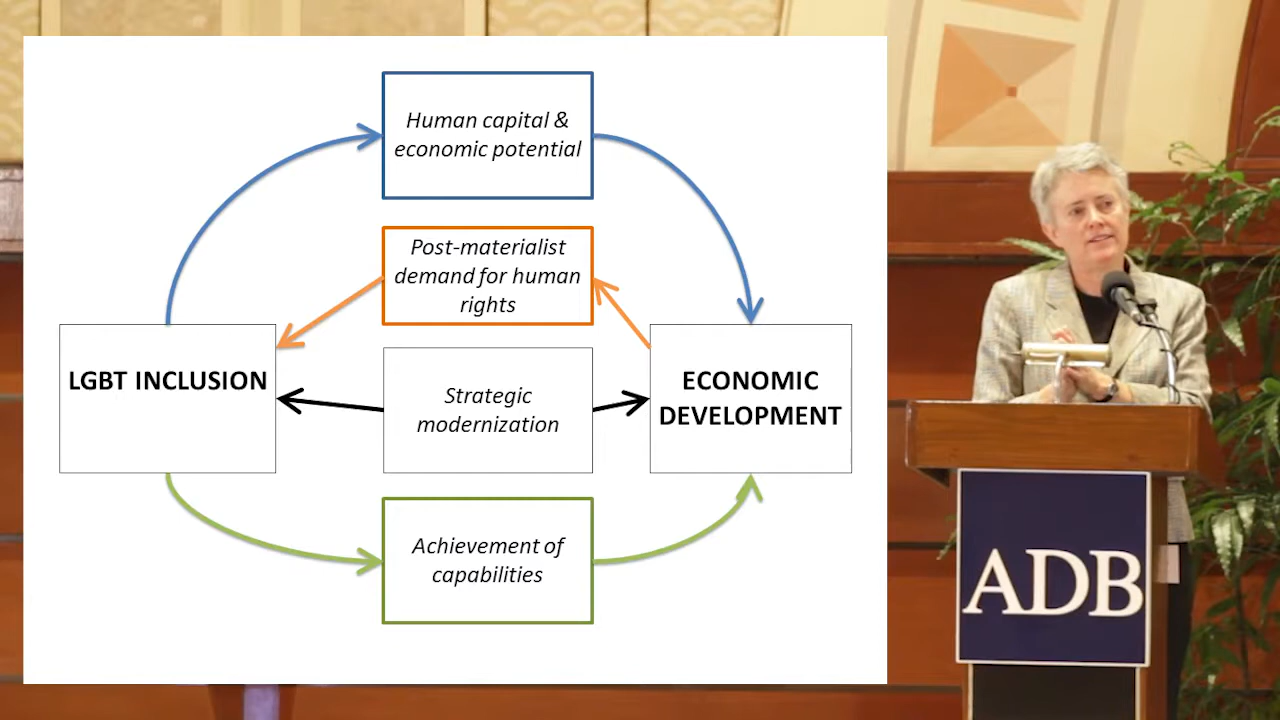 Human capital &
economic potential
Post-materialist
demand for human
rights
LGBT INCLUSION
Strategic
modernization
ECONOMIC
DEVELOPMENT
Achievement of
capabilities
ADB